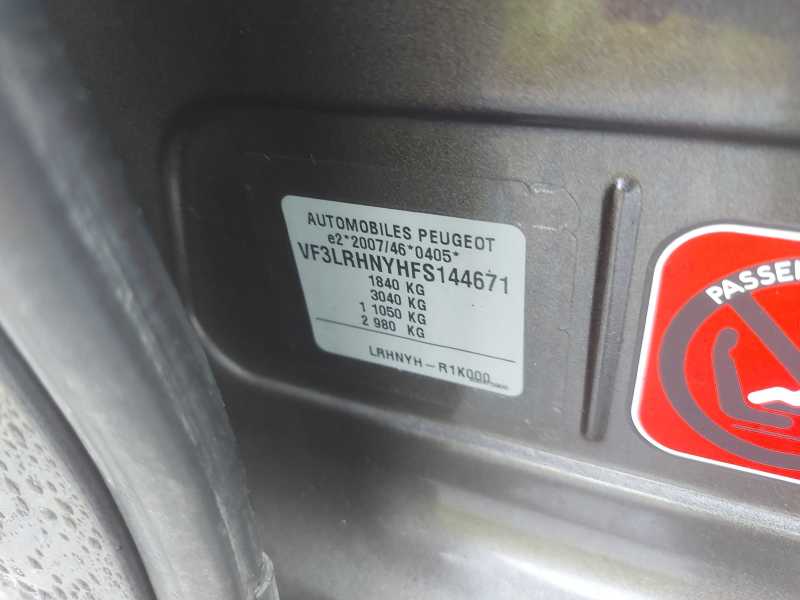 AUTOMOBILES PEUGEOT
e2*2007/46*0405*
VF3LRHNYHFS144671
1840 KG
3040 KG
1 1050 KG
2 980 KG
LRHNYH-R1K000
PASSEN